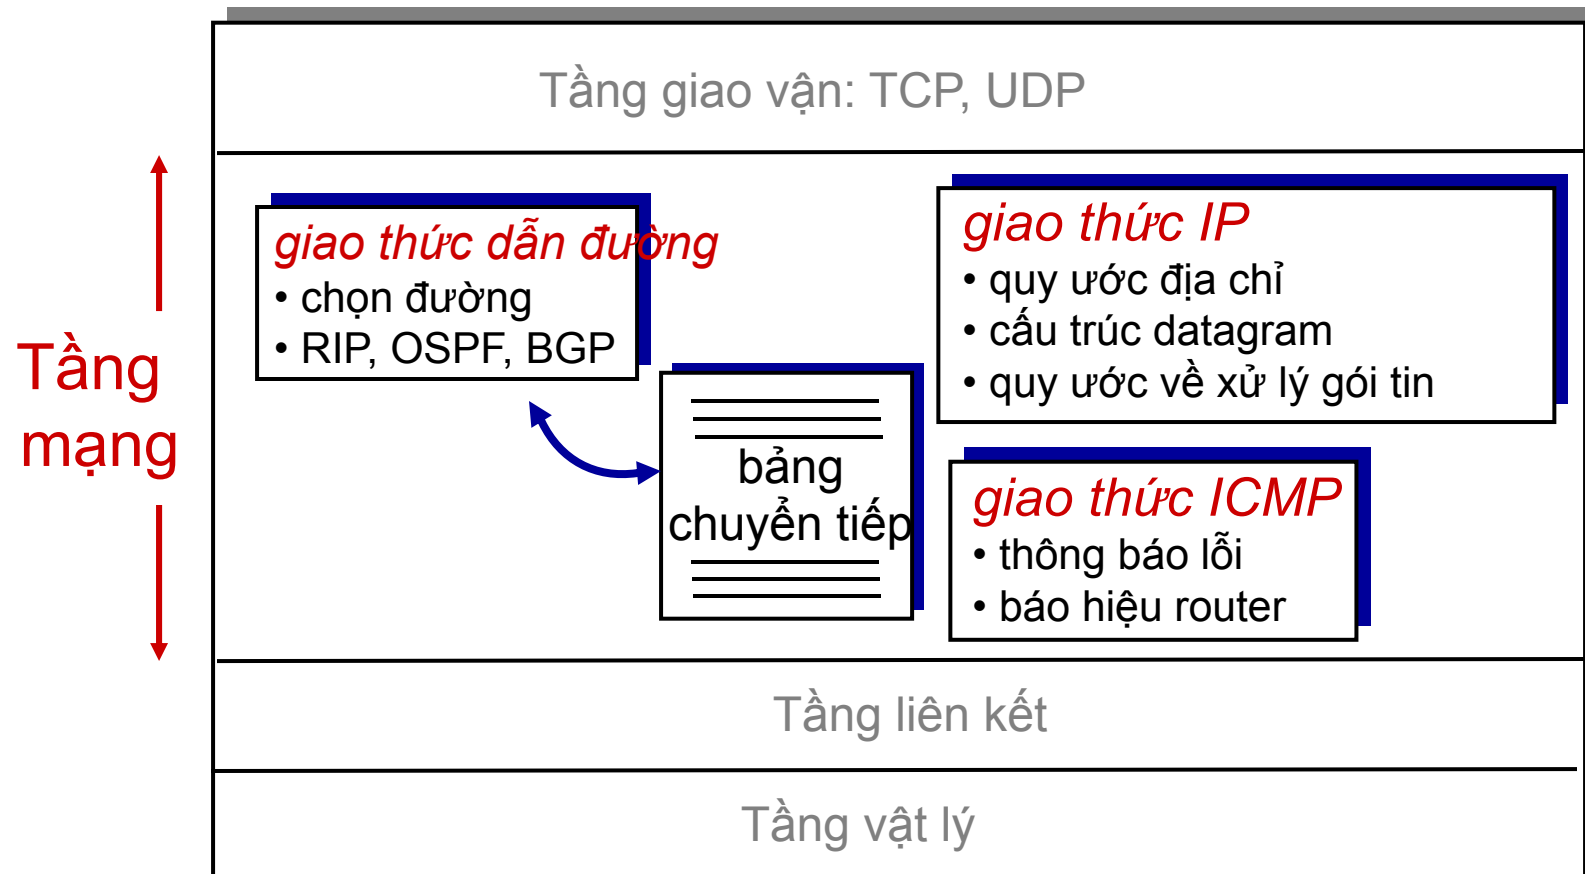 Tầng giao vận: TCP, UDP
Tầng
mạng
giao thức dẫn đường
• chọn đường
• RIP, OSPF, BGP
bảng
chuyển tiếp
giao thức IP
• quy ước địa chỉ
• cấu trúc datagram
• quy ước về xử lý gói tin
giao thức ICMP
• thông báo lỗi
• báo hiệu router
Tầng liên kết
Tầng vật lý